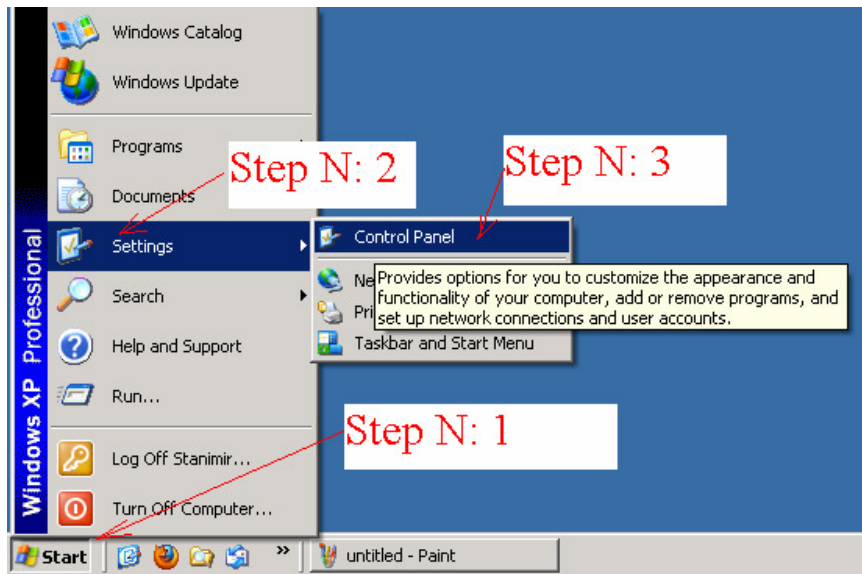 Windows Catalog
Windows Update
Programs
Step N: 2
Step N: 3
Documents
Settings
Control Panel
Search
Ne
Provides options for you to customize the appearance and
functionality of your computer, add or remove programs, and
set up network connections and user accounts.
Pri
Help and Support
Taskbar and Start Menu
Run...
Step N: 1
Log Off Stanimir...
Turn Off Computer...
Windows XP Professional
Start
»
untitled - Paint